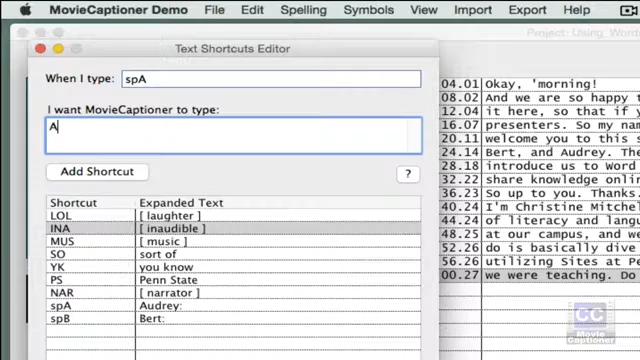 MovieCaptioner Demo File Edit Spelling Symbols View Import Export Help
Project: Using_Word
Text Shortcuts Editor
When I type: spA
I want MovieCaptioner to type:
A
Add Shortcut ?
Shortcut Expanded Text
LOL [ laughter ]
INA [ inaudible ]
MUS [ music ]
SO sort of
YK you know
PS Penn State
NAR [ narrator ]
spA Audrey:
spB Bert:
04.01 Okay, 'morning!
08.02 And we are so happy t
12.04 it here, so that if y
16.07 presenters. So my nam
20.11 welcome you to this s
24.14 Bert, and Audrey. The
28.18 introduce us to Word
32.22 share knowledge onlin
36.23 So up to you. Thanks.
40.24 I'm Christine Mitchel
44.24 of literacy and langu
48.25 at our campus, and we
52.26 do is basically dive
56.26 utilizing Sites at Pe
00.27 we were teaching. Do
CC
Movie
Captioner